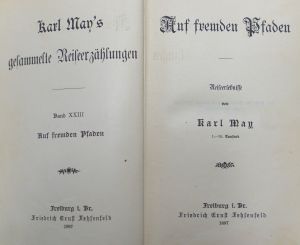 Karl May's
gesammelte Reiseerzählungen
Band XXIII
Auf fremden Pfaden
Freiburg i. Br.
Friedrich Ernst Fehsenfeld
1897
Auf fremden Pfaden
Reiseerlebnisse
von
Karl May
Freiburg i. Br.
Friedrich Ernst Fehsenfeld
1897